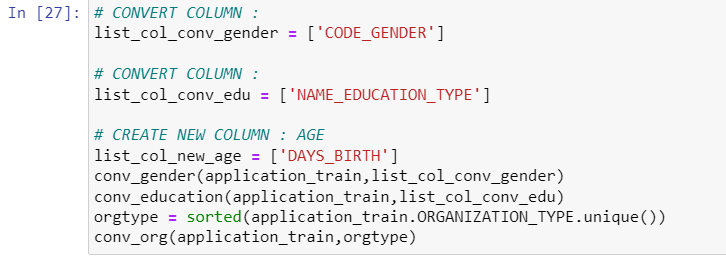 In [27]: # CONVERT COLUMN :
list_col_conv_gender = ['CODE_GENDER']
# CONVERT COLUMN :
list_col_conv_edu = ['NAME_EDUCATION_TYPE']
# CREATE NEW COLUMN : AGE
list_col_new_age = ['DAYS_BIRTH']
conv_gender(application_train,list_col_conv_gender)
conv_education(application_train,list_col_conv_edu)
orgtype = sorted(application_train.ORGANIZATION_TYPE.unique())
conv_org(application_train,orgtype)